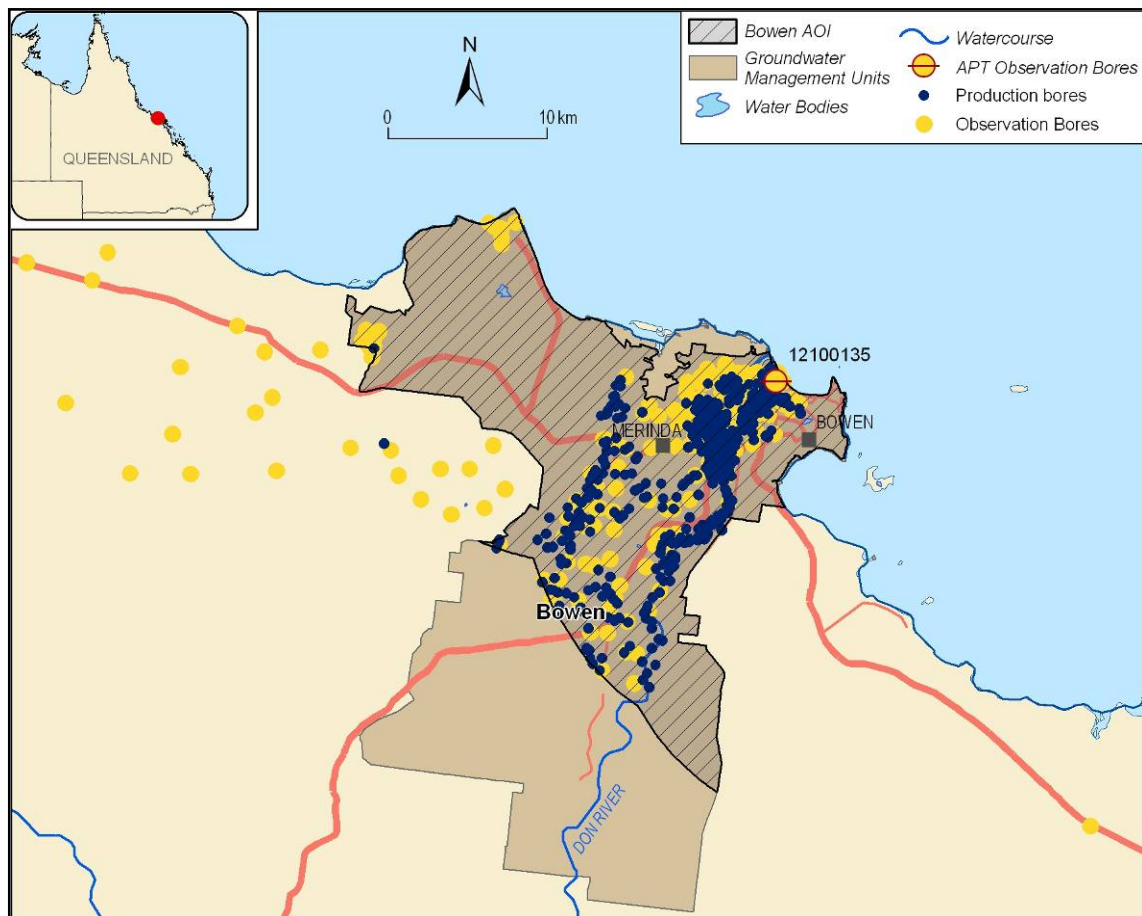 QUEENSLAND
N
0
10 km
Bowen AOI
Groundwater
Management Units
Water Bodies
Watercourse
APT Observation Bores
Production bores
Observation Bores
12100135
MERINDA
BOWEN
Bowen
DON RIVER